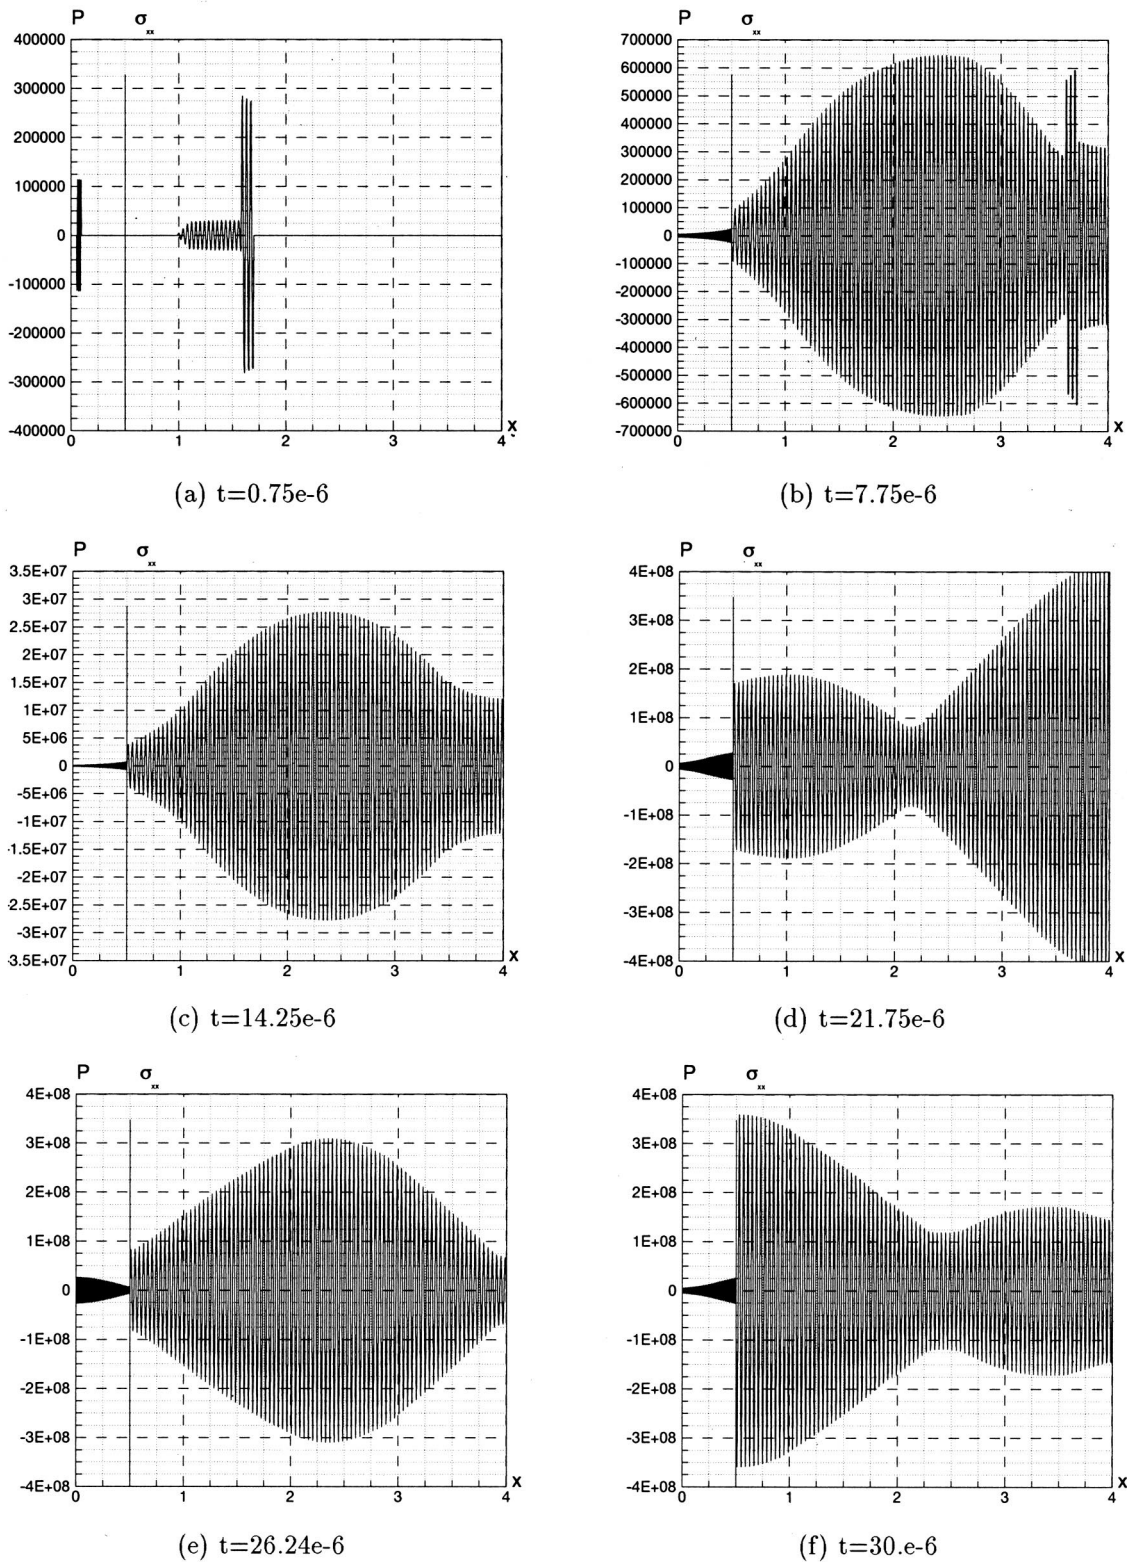 P σxx
400000
300000
200000
100000
0
-100000
-200000
-300000
-400000
0 1 2 3 4 X
(a) t=0.75e-6
P σxx
700000
600000
500000
400000
300000
200000
100000
0
-100000
-200000
-300000
-400000
-500000
-600000
-700000
0 1 2 3 4 X
(b) t=7.75e-6
P σxx
3.5E+07
3E+07
2.5E+07
2E+07
1.5E+07
1E+07
5E+06
0
-5E+06
-1E+07
-1.5E+07
-2E+07
-2.5E+07
-3E+07
-3.5E+07
0 1 2 3 4 X
(c) t=14.25e-6
P σxx
4E+08
3E+08
2E+08
1E+08
0
-1E+08
-2E+08
-3E+08
-4E+08
0 1 2 3 4 X
(d) t=21.75e-6
P σxx
4E+08
3E+08
2E+08
1E+08
0
-1E+08
-2E+08
-3E+08
-4E+08
0 1 2 3 4 X
(e) t=26.24e-6
P σxx
4E+08
3E+08
2E+08
1E+08
0
-1E+08
-2E+08
-3E+08
-4E+08
0 1 2 3 4 X
(f) t=30.e-6